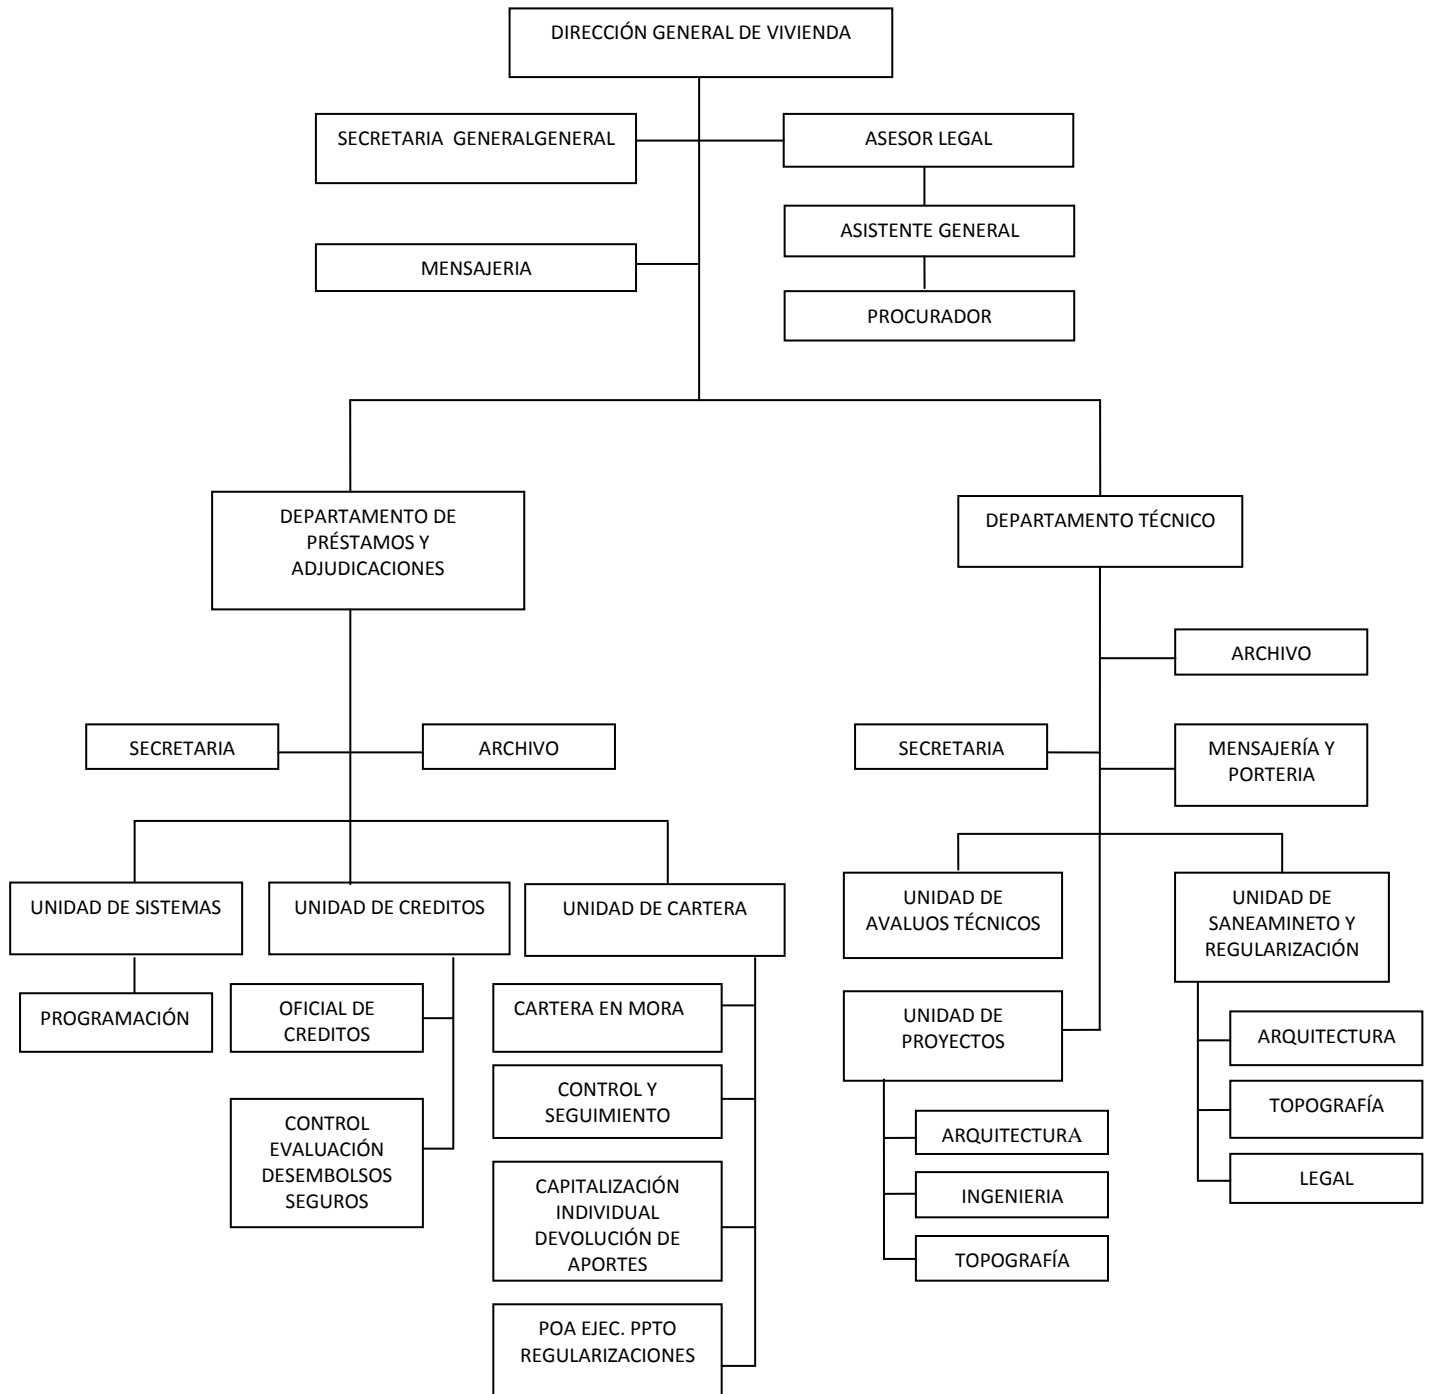 DIRECCIÓN GENERAL DE VIVIENDA
SECRETARIA GENERALGENERAL
ASESOR LEGAL
ASISTENTE GENERAL
MENSAJERIA
PROCURADOR
DEPARTAMENTO DE
PRÉSTAMOS Y
ADJUDICACIONES
DEPARTAMENTO TÉCNICO
ARCHIVO
SECRETARIA
ARCHIVO
SECRETARIA
MENSAJERÍA Y
PORTERIA
UNIDAD DE SISTEMAS
UNIDAD DE CREDITOS
UNIDAD DE CARTERA
UNIDAD DE
AVALUOS TÉCNICOS
UNIDAD DE
SANEAMINETO Y
REGULARIZACIÓN
PROGRAMACIÓN
OFICIAL DE
CREDITOS
CARTERA EN MORA
UNIDAD DE
PROYECTOS
ARQUITECTURA
CONTROL Y
SEGUIMIENTO
TOPOGRAFÍA
CONTROL
EVALUACIÓN
DESEMBOLSOS
SEGUROS
ARQUITECTURA
LEGAL
CAPITALIZACIÓN
INDIVIDUAL
DEVOLUCIÓN DE
APORTES
INGENIERIA
TOPOGRAFÍA
POA EJEC. PPTO
REGULARIZACIONES